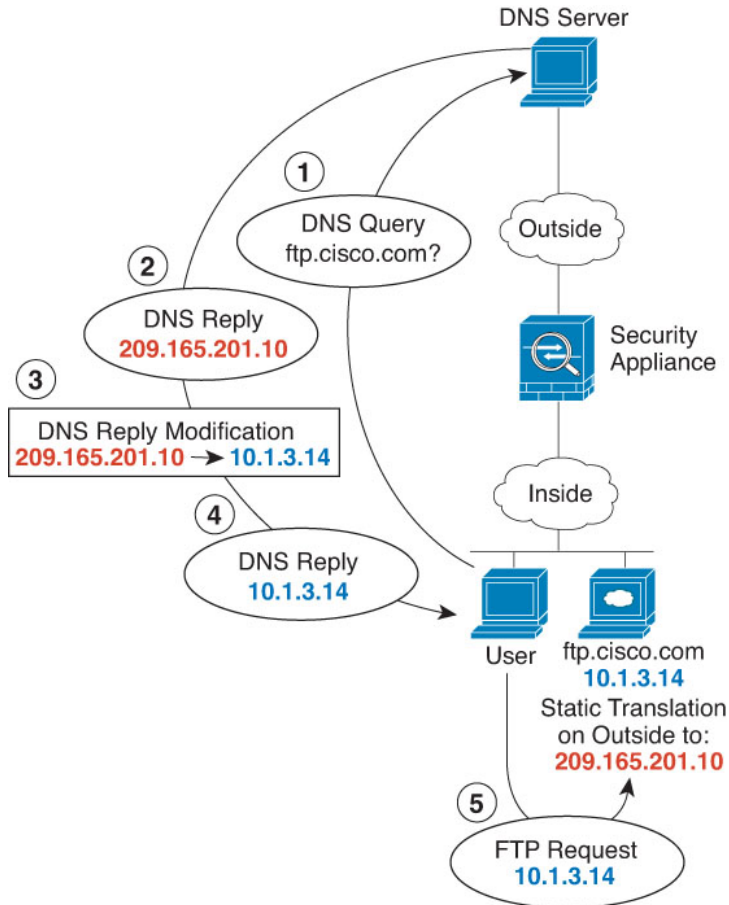 DNS Server
1
DNS Query
ftp.cisco.com?
Outside
2
DNS Reply
209.165.201.10
Security
Appliance
3
DNS Reply Modification
209.165.201.10 → 10.1.3.14
Inside
4
DNS Reply
10.1.3.14
User
ftp.cisco.com
10.1.3.14
Static Translation
on Outside to:
209.165.201.10
5
FTP Request
10.1.3.14